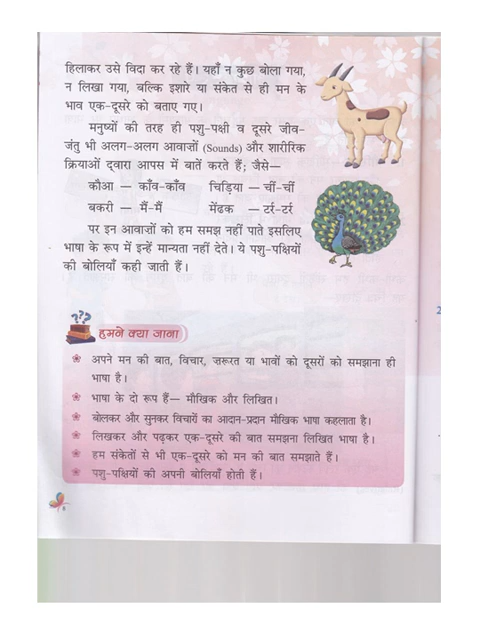 हिलाकर उसे विदा कर रहे हैं। यहाँ न कुछ बोला गया,
न लिखा गया, बल्कि इशारे या संकेत से ही मन के
भाव एक-दूसरे को बताए गए।
मनुष्यों की तरह ही पशु-पक्षी व दूसरे जीव-
जंतु भी अलग-अलग आवाज़ों (Sounds) और शारीरिक
क्रियाओं द्वारा आपस में बातें करते हैं; जैसे—
कौआ — काँव-काँव चिड़िया — चीं-चीं
बकरी — मैं-मैं मेंढक — टर्र-टर्र
पर इन आवाज़ों को हम समझ नहीं पाते इसलिए
भाषा के रूप में इन्हें मान्यता नहीं देते। ये पशु-पक्षियों
की बोलियाँ कही जाती हैं।
???
हमने क्या जाना
अपने मन की बात, विचार, ज़रूरत या भावों को दूसरों को समझाना ही
भाषा है।
भाषा के दो रूप हैं— मौखिक और लिखित।
बोलकर और सुनकर विचारों का आदान-प्रदान मौखिक भाषा कहलाता है।
लिखकर और पढ़कर एक-दूसरे की बात समझना लिखित भाषा है।
हम संकेतों से भी एक-दूसरे को मन की बात समझाते हैं।
पशु-पक्षियों की अपनी बोलियाँ होती हैं।
8
2